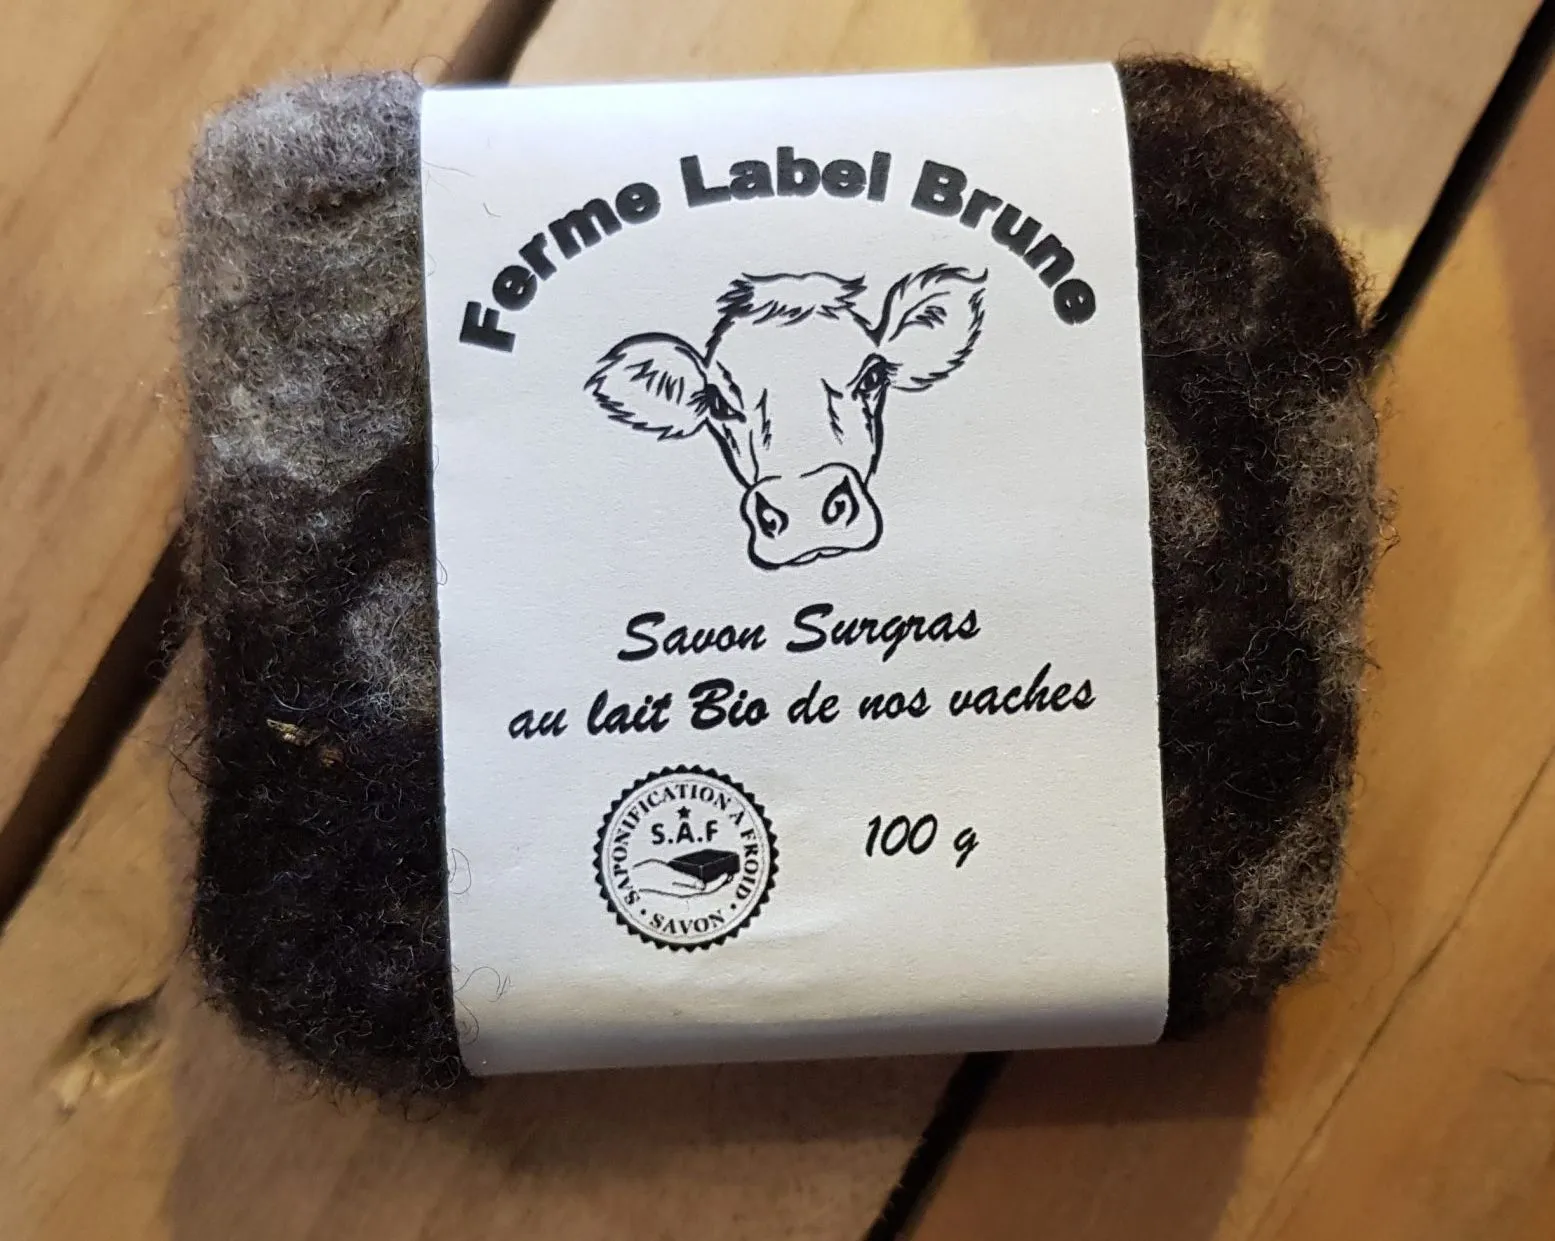 Ferme Label Brune
Savon Surgras
au lait Bio de nos vaches
SAPONIFICATION À FROID
S.A.F
• SAVON •
100 g